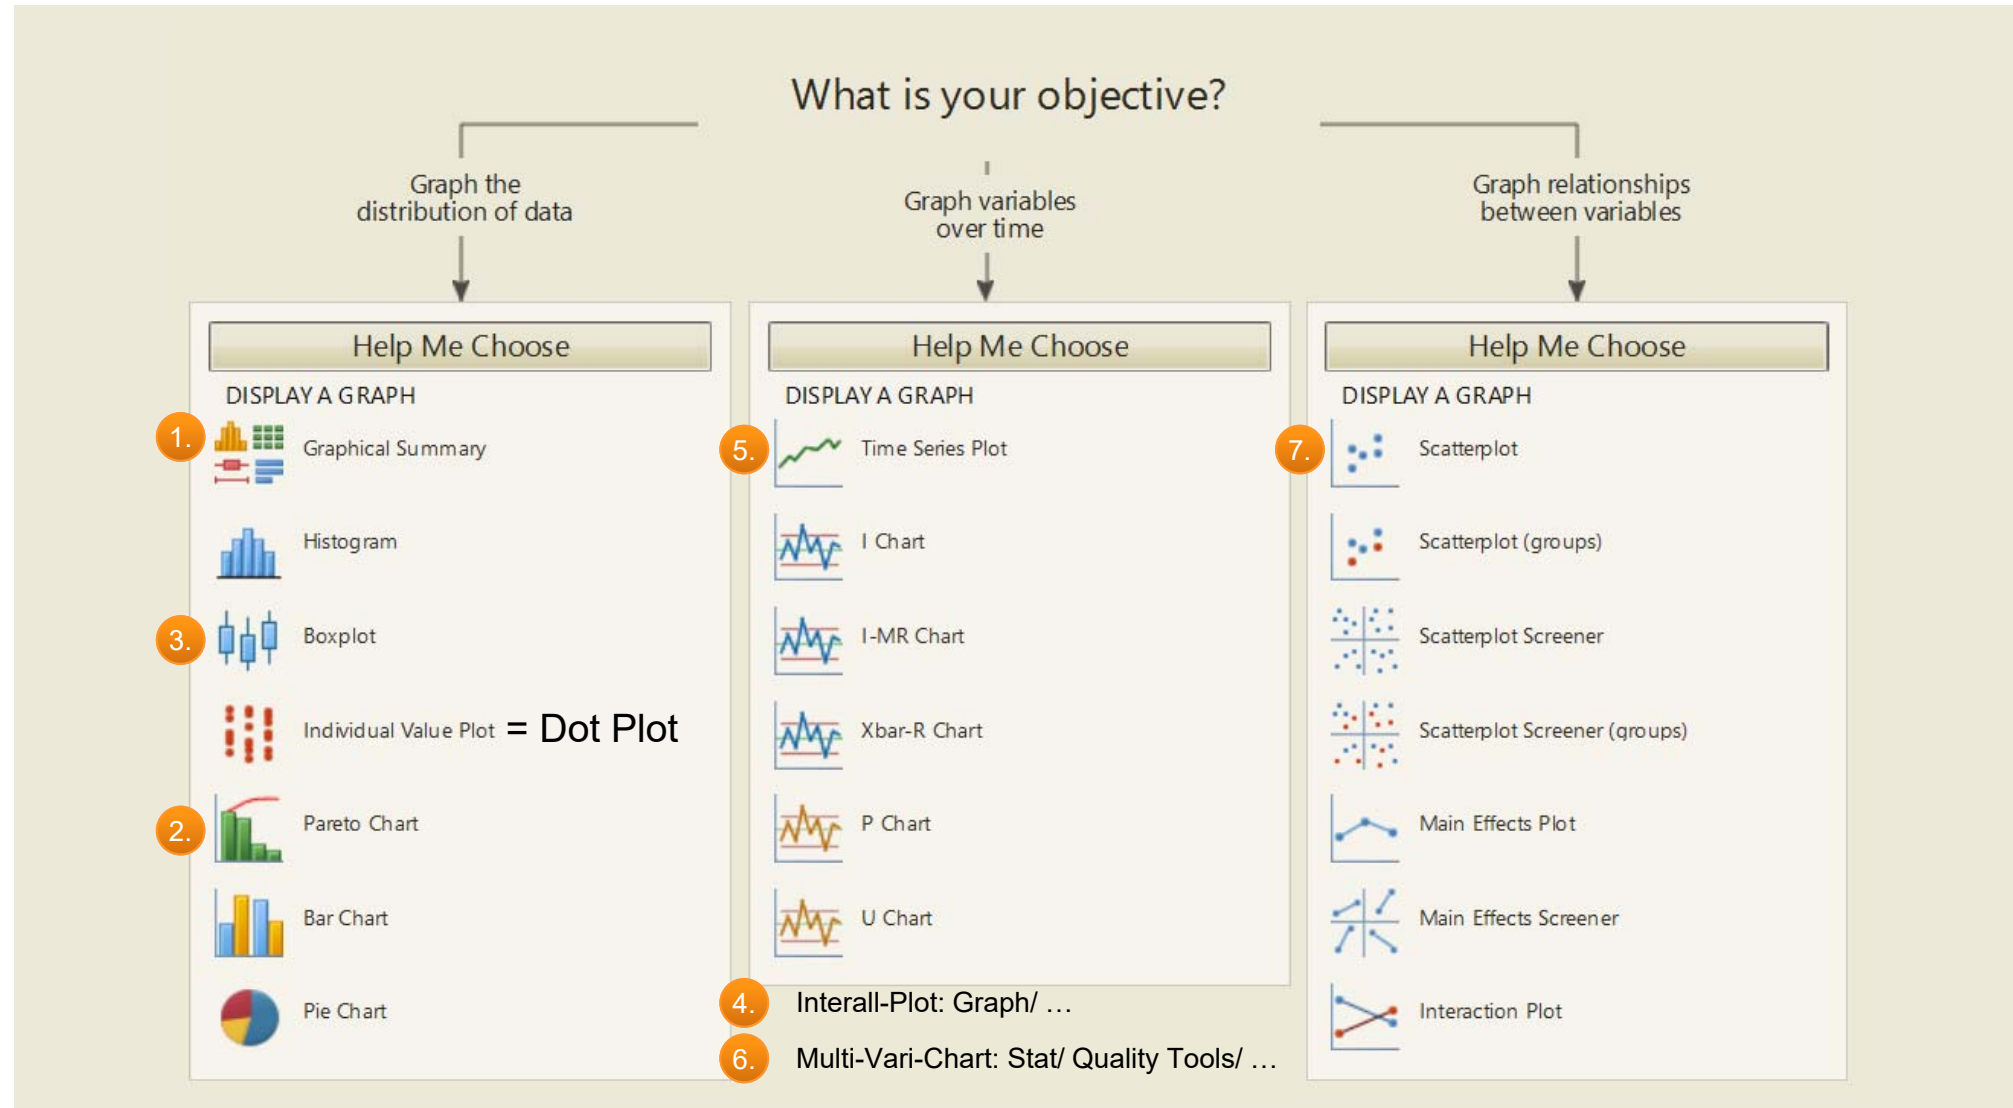 What is your objective?
Graph the
distribution of data
Graph variables
over time
Graph relationships
between variables
Help Me Choose
DISPLAY A GRAPH
1. Graphical Summary
Histogram
3. Boxplot
Individual Value Plot = Dot Plot
2. Pareto Chart
Bar Chart
Pie Chart
Help Me Choose
DISPLAY A GRAPH
5. Time Series Plot
I Chart
I-MR Chart
Xbar-R Chart
P Chart
U Chart
4. Interall-Plot: Graph/ …
6. Multi-Vari-Chart: Stat/ Quality Tools/ …
Help Me Choose
DISPLAY A GRAPH
7. Scatterplot
Scatterplot (groups)
Scatterplot Screener
Scatterplot Screener (groups)
Main Effects Plot
Main Effects Screener
Interaction Plot